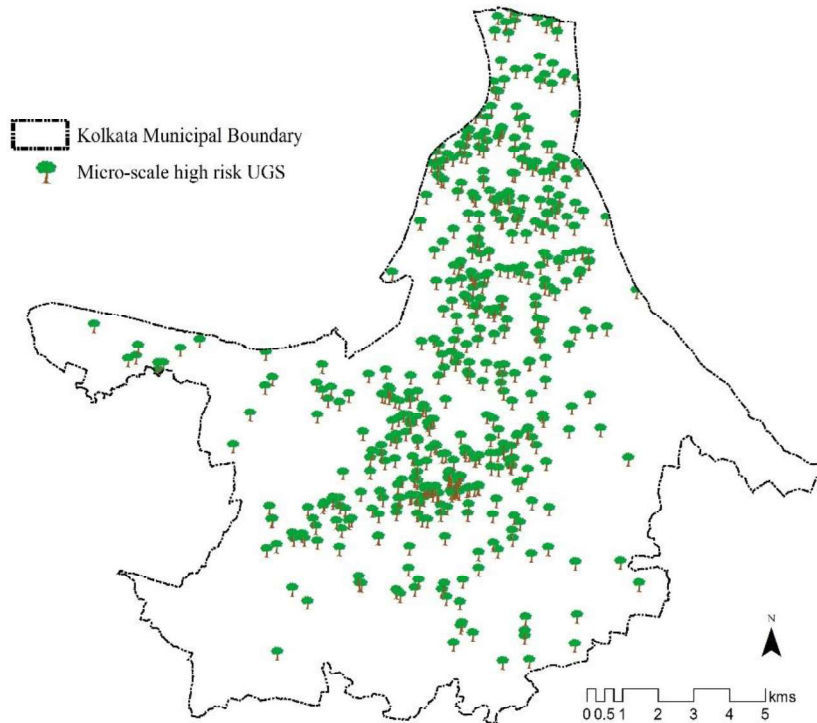 Kolkata Municipal Boundary
Micro-scale high risk UGS
N
kms
0 0.5 1 2 3 4 5